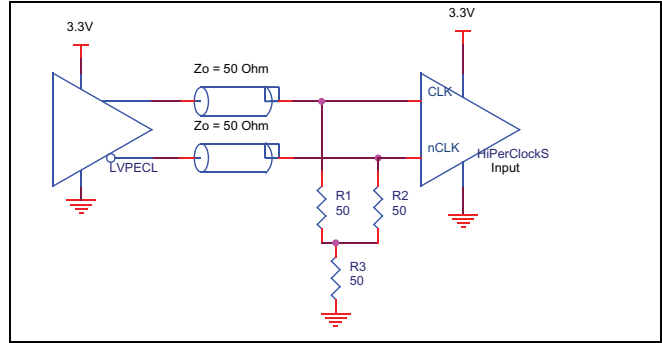 3.3V
3.3V
Zo = 50 Ohm
CLK
Zo = 50 Ohm
nCLK
LVPECL
HiPerClockS
Input
R1
50
R2
50
R3
50